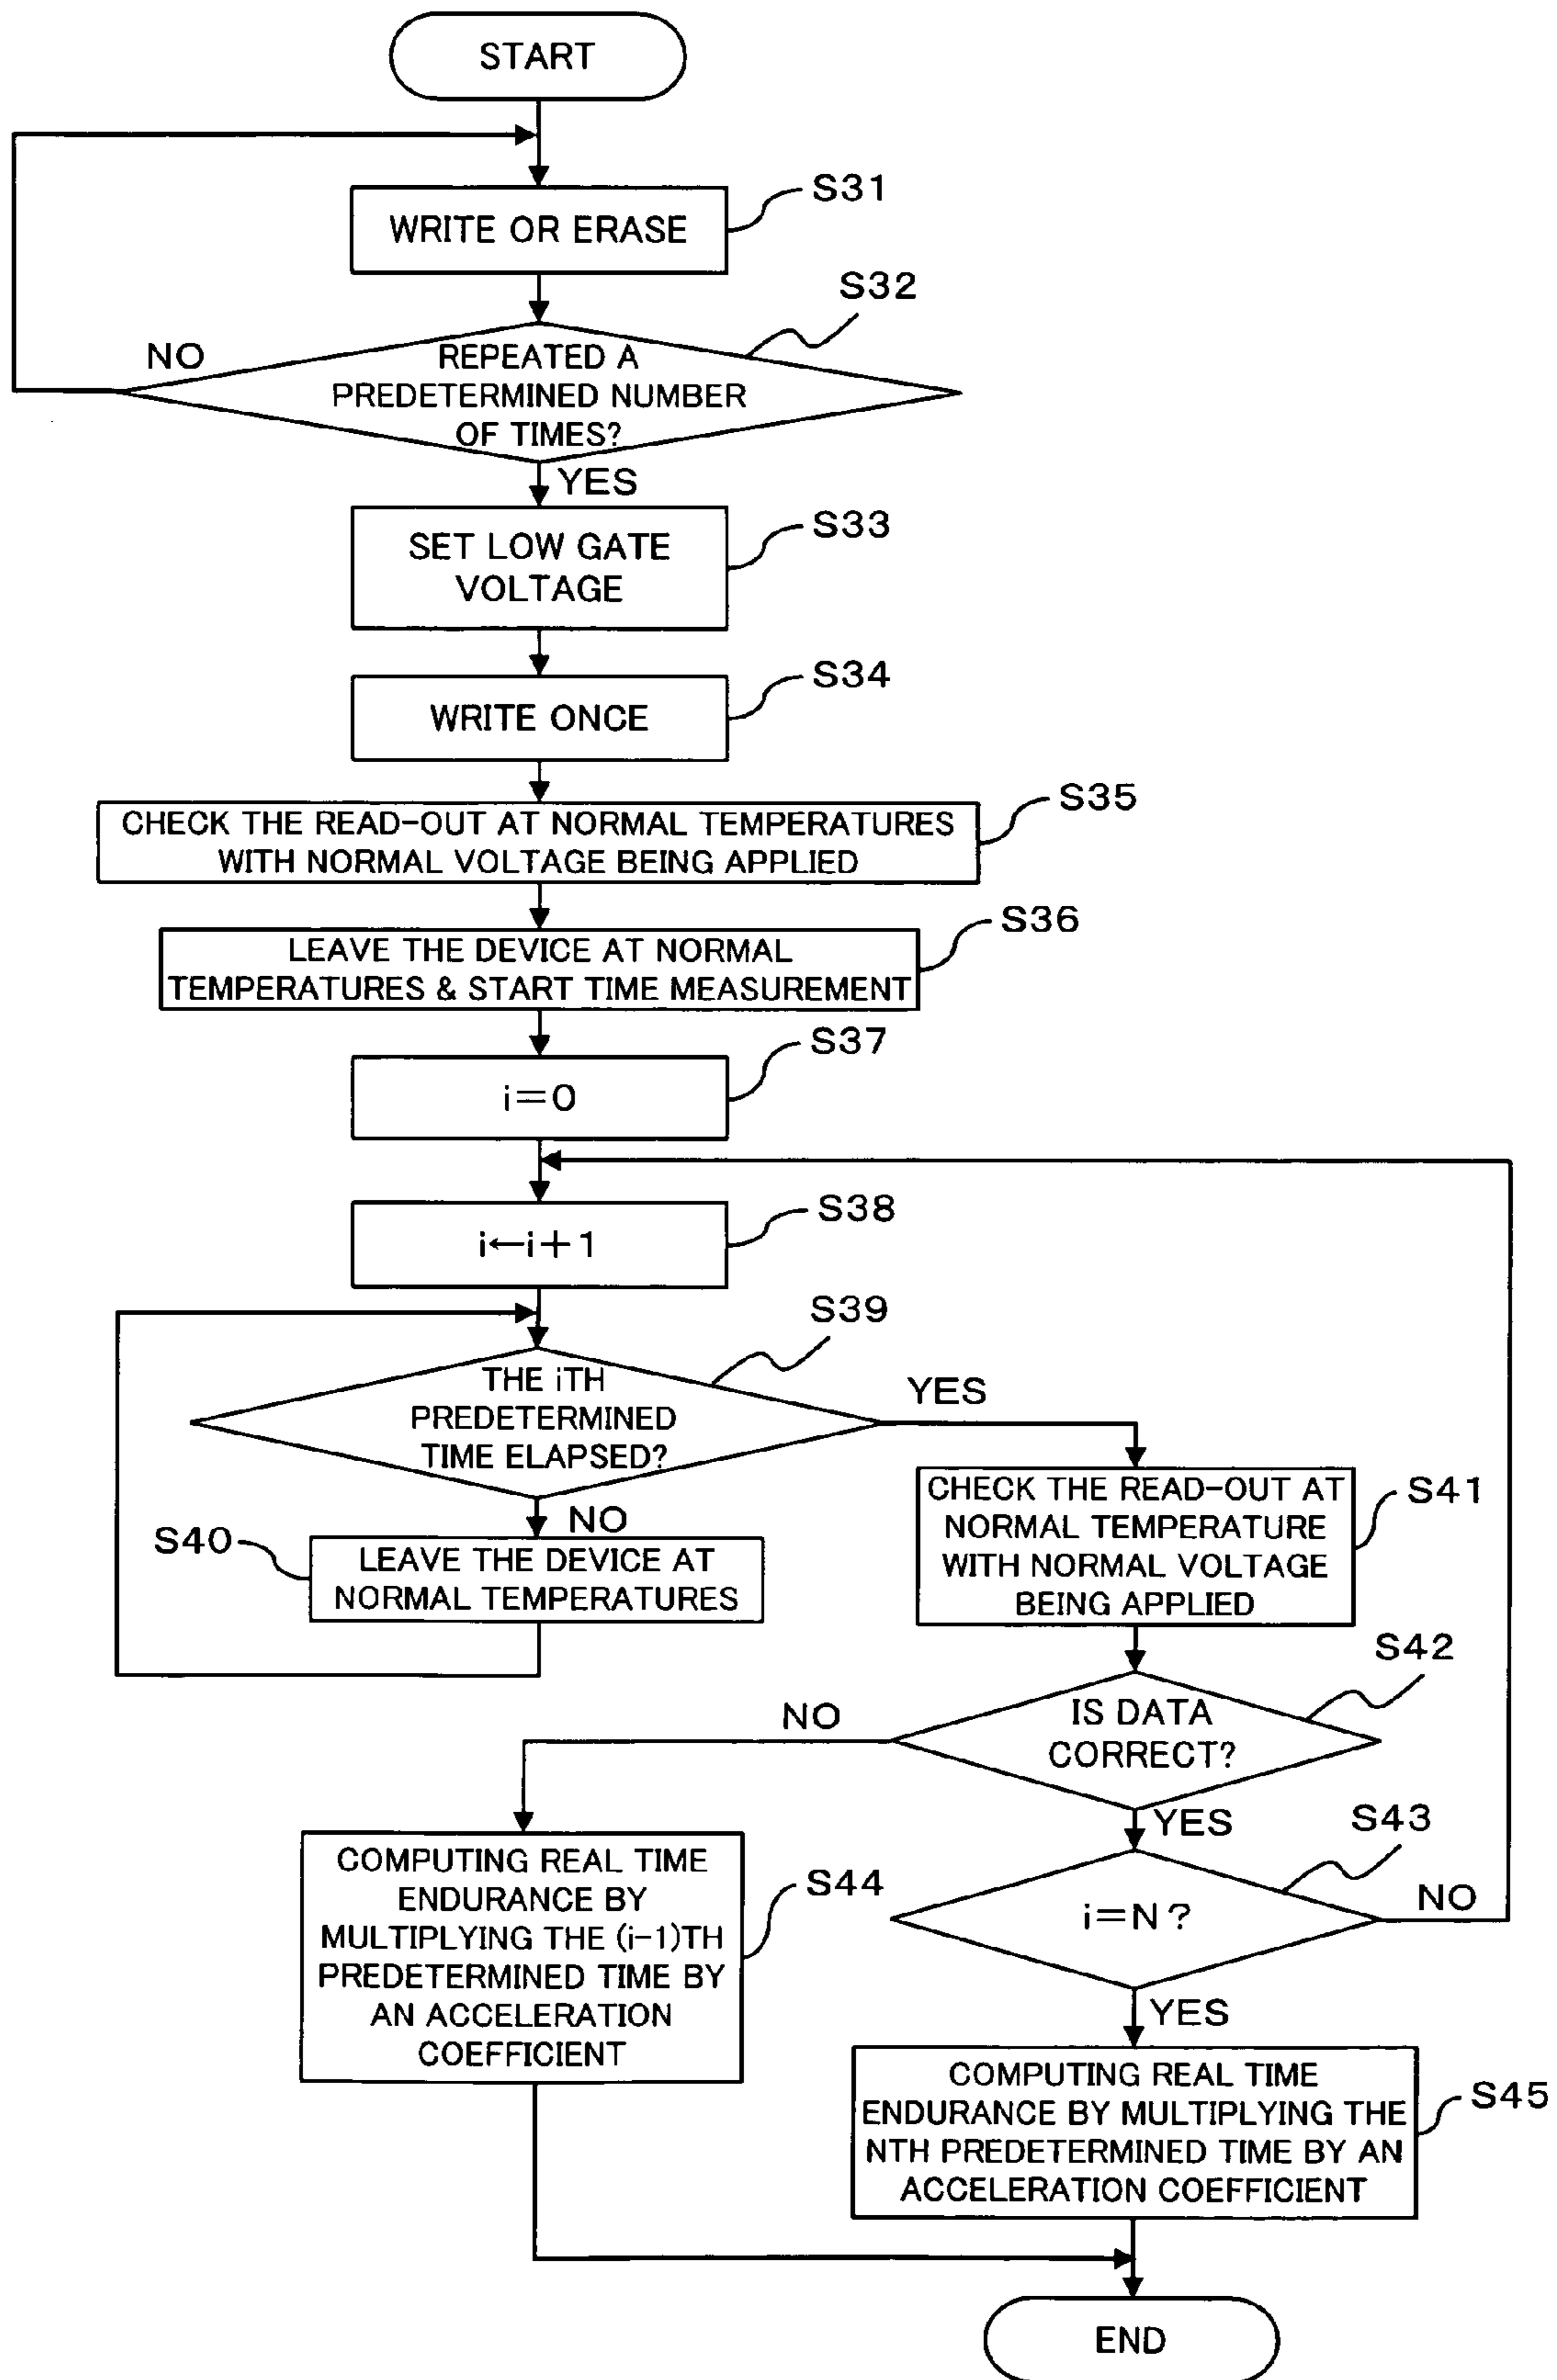 START
S31
WRITE OR ERASE
S32
NO
REPEATED A
PREDETERMINED NUMBER
OF TIMES?
YES
S33
SET LOW GATE
VOLTAGE
S34
WRITE ONCE
S35
CHECK THE READ-OUT AT NORMAL TEMPERATURES
WITH NORMAL VOLTAGE BEING APPLIED
S36
LEAVE THE DEVICE AT NORMAL
TEMPERATURES & START TIME MEASUREMENT
S37
i=0
S38
i←i+1
S39
THE iTH
PREDETERMINED
TIME ELAPSED?
YES
NO
S40
LEAVE THE DEVICE AT
NORMAL TEMPERATURES
S41
CHECK THE READ-OUT AT
NORMAL TEMPERATURE
WITH NORMAL VOLTAGE
BEING APPLIED
S42
NO
IS DATA
CORRECT?
YES
S43
i=N?
NO
YES
S44
COMPUTING REAL TIME
ENDURANCE BY
MULTIPLYING THE (i-1)TH
PREDETERMINED TIME BY
AN ACCELERATION
COEFFICIENT
S45
COMPUTING REAL TIME
ENDURANCE BY MULTIPLYING THE
NTH PREDETERMINED TIME BY AN
ACCELERATION COEFFICIENT
END